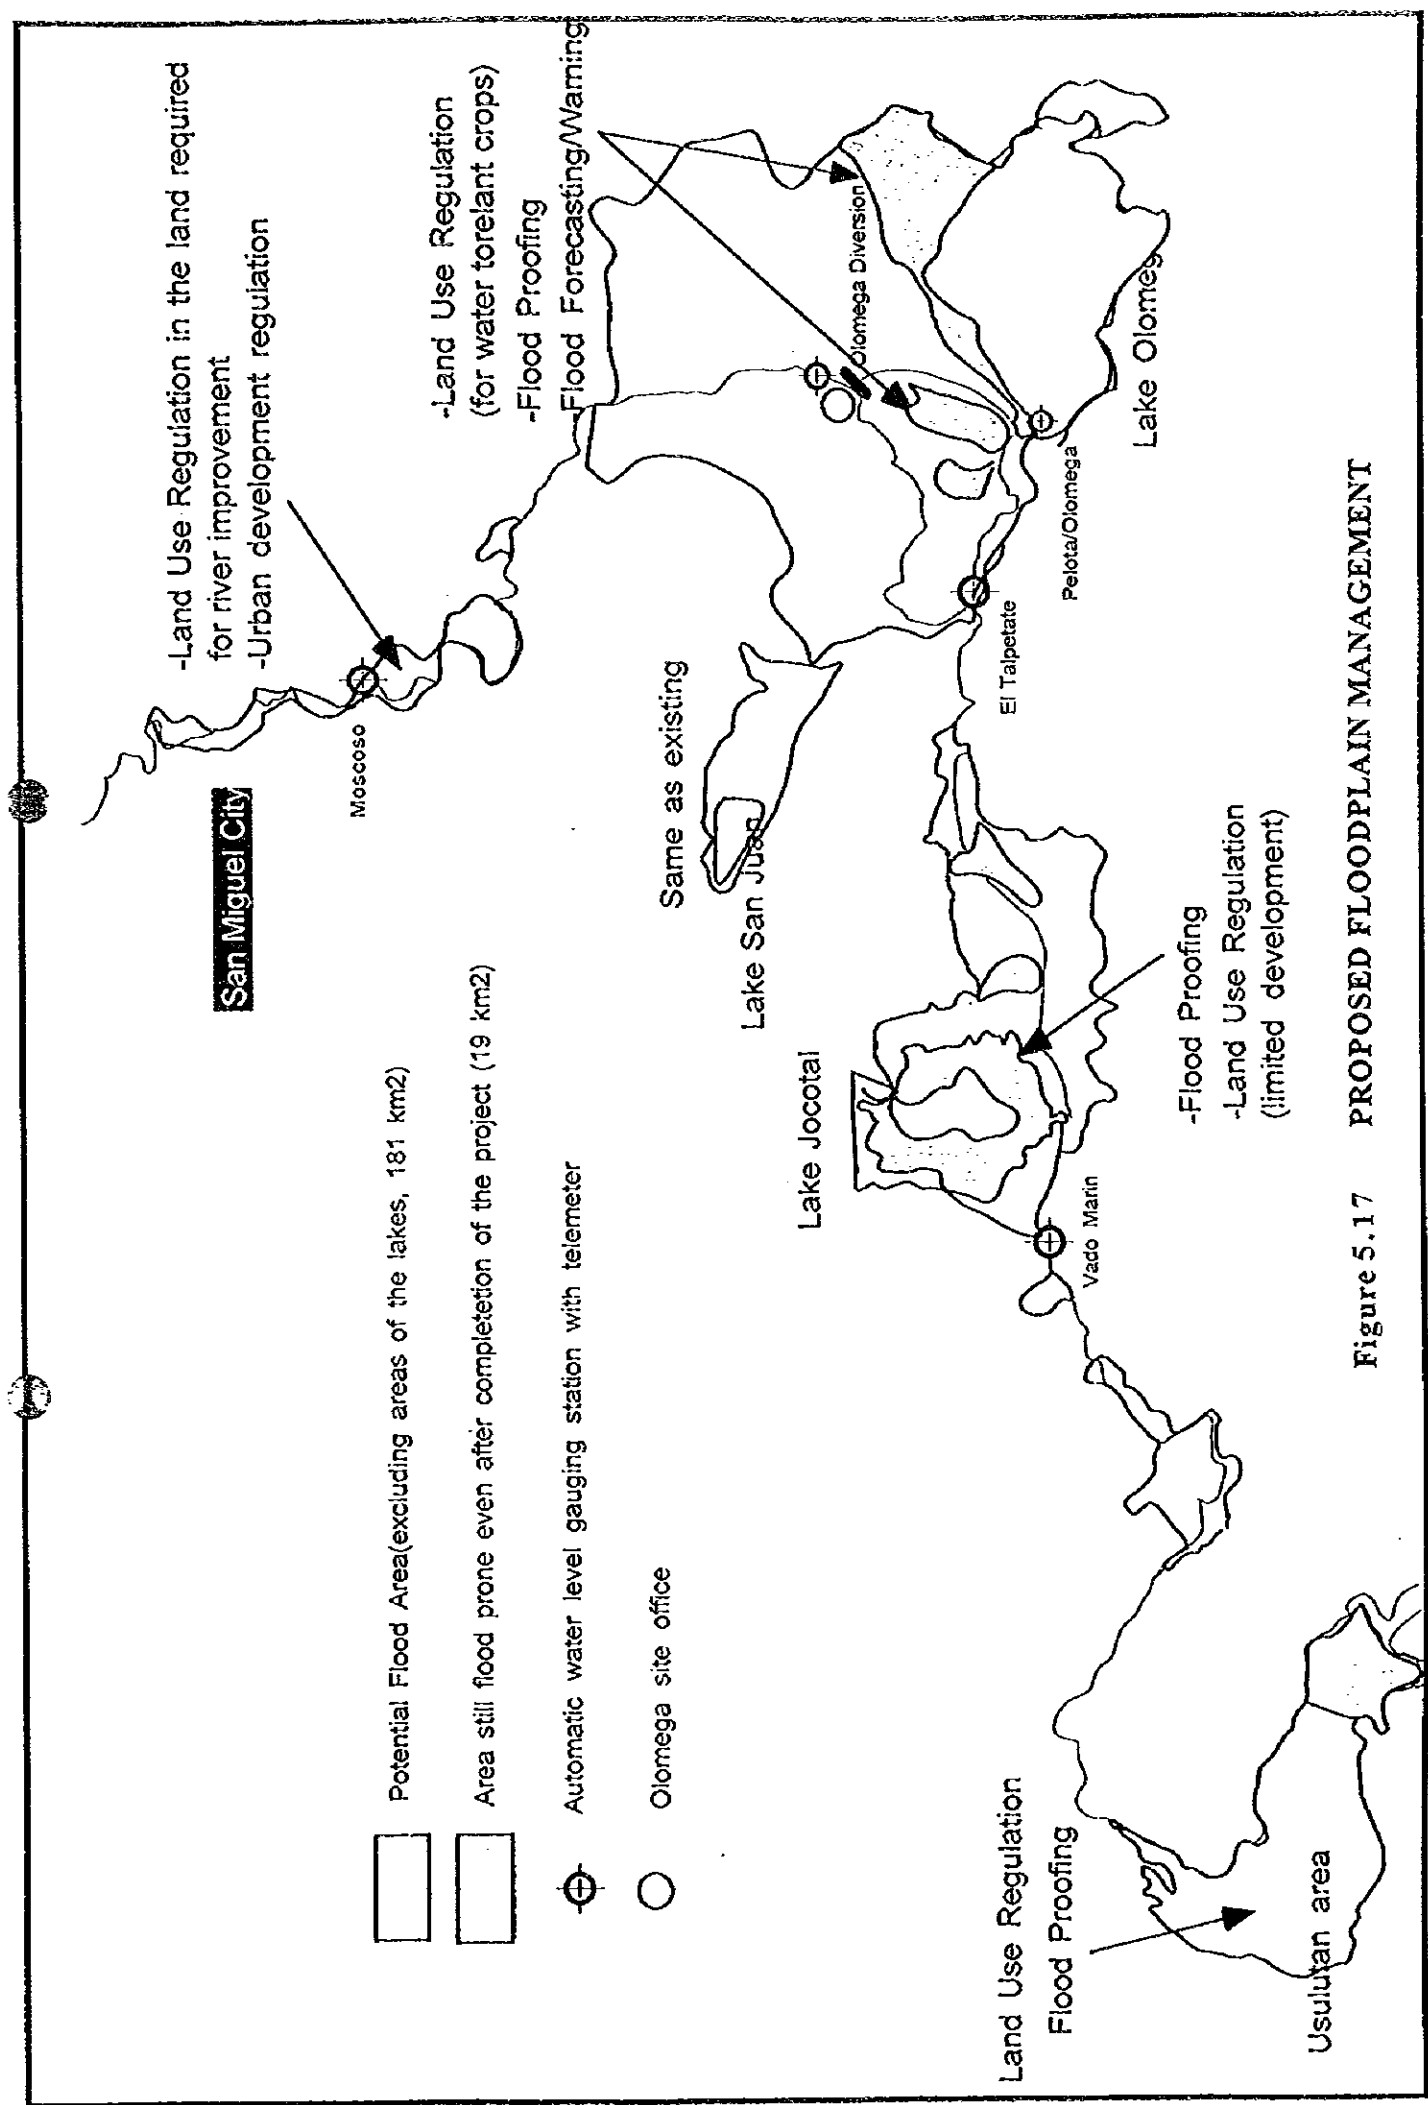 -Land Use Regulation in the land required
for river improvement
-Urban development regulation
San Miguel City
Moscoso
-Land Use Regulation
(for water torelant crops)
-Flood Proofing
-Flood Forecasting/Warning
Potential Flood Area(excluding areas of the lakes, 181 km2)
Area still flood prone even after completetion of the project (19 km2)
Automatic water level gauging station with telemeter
Olomega site office
Same as existing
Lake San Juan
Olomega Diversion
Lake Jocotal
El Talpetate
Pelota/Olomega
Lake Olomeg
Vado Marin
-Flood Proofing
-Land Use Regulation
(limited development)
Land Use Regulation
Flood Proofing
Usulutan area
Figure 5.17 PROPOSED FLOODPLAIN MANAGEMENT